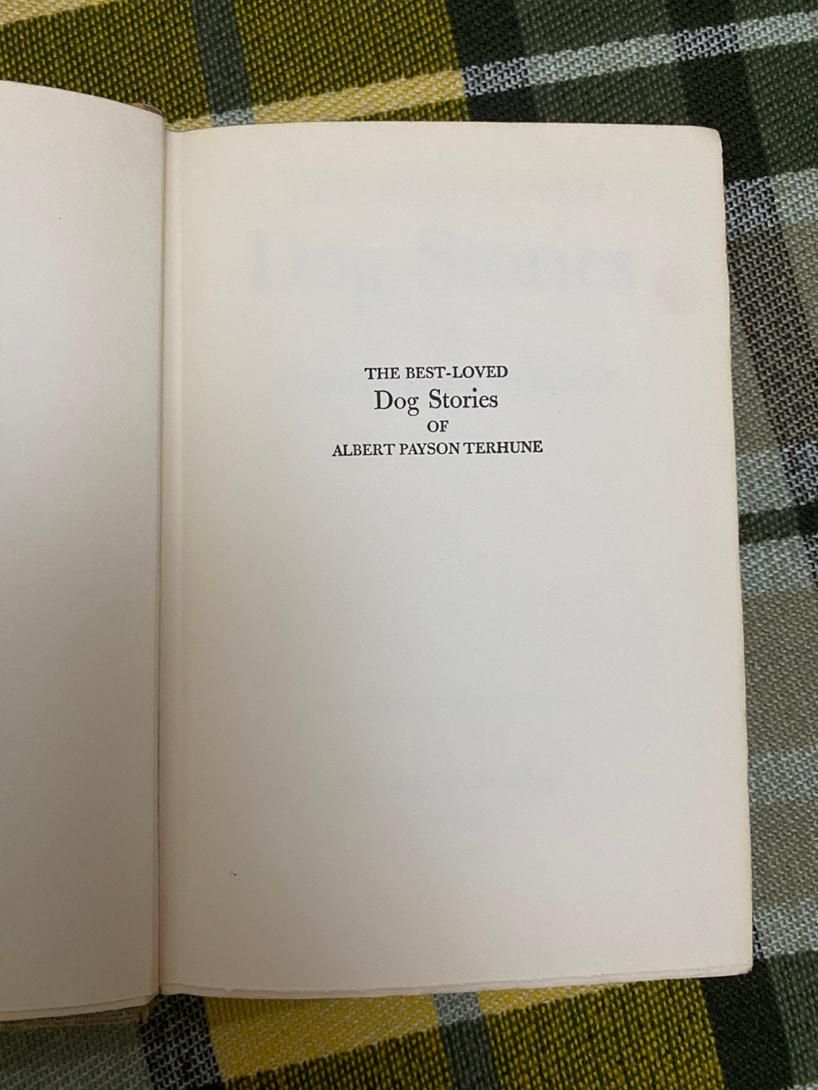 THE BEST-LOVED
Dog Stories
OF
ALBERT PAYSON TERHUNE